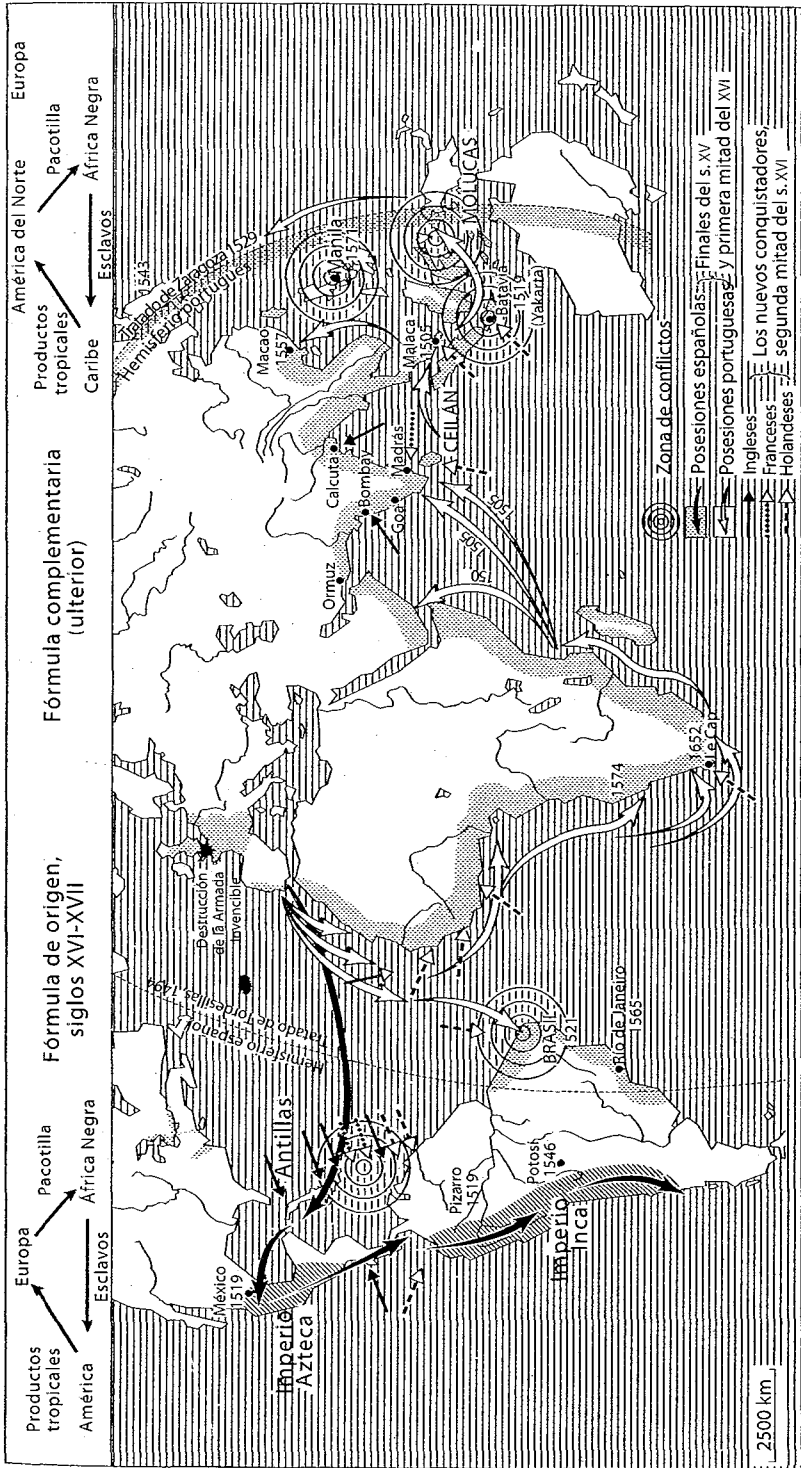 Fórmula de origen,
siglos XVI-XVII
Productos
tropicales
Europa
Pacotilla
América
África Negra
Esclavos
Fórmula complementaria
(ulterior)
Productos
tropicales
América del Norte
Europa
Pacotilla
Caribe
África Negra
Esclavos
Hemisferio español
Tratado de Tordesillas, 1494
Destrucción
de la Armada
Invencible
México
1519
Imperio
Azteca
Antillas
Pizarro
1519
Imperio
Inca
Potosí
1546
BRASIL
1521
Río de Janeiro
1565
1574
1652
Le Cap
150
1505
1505
Ormuz
Calcuta
Bombay
Goa
Madrás
CEILÁN
Macao
155
Malaca
1505
Manila
1571
Batavia
1519
(Yakarta)
MOLUCAS
1543
Tratado de Zaragoza 1529
Hemisferio portugués
Zona de conflictos
Posesiones españolas
Posesiones portuguesas
Finales del s. XV
y primera mitad del XVI
Ingleses
Franceses
Holandeses
Los nuevos conquistadores,
segunda mitad del s. XVI
2500 km